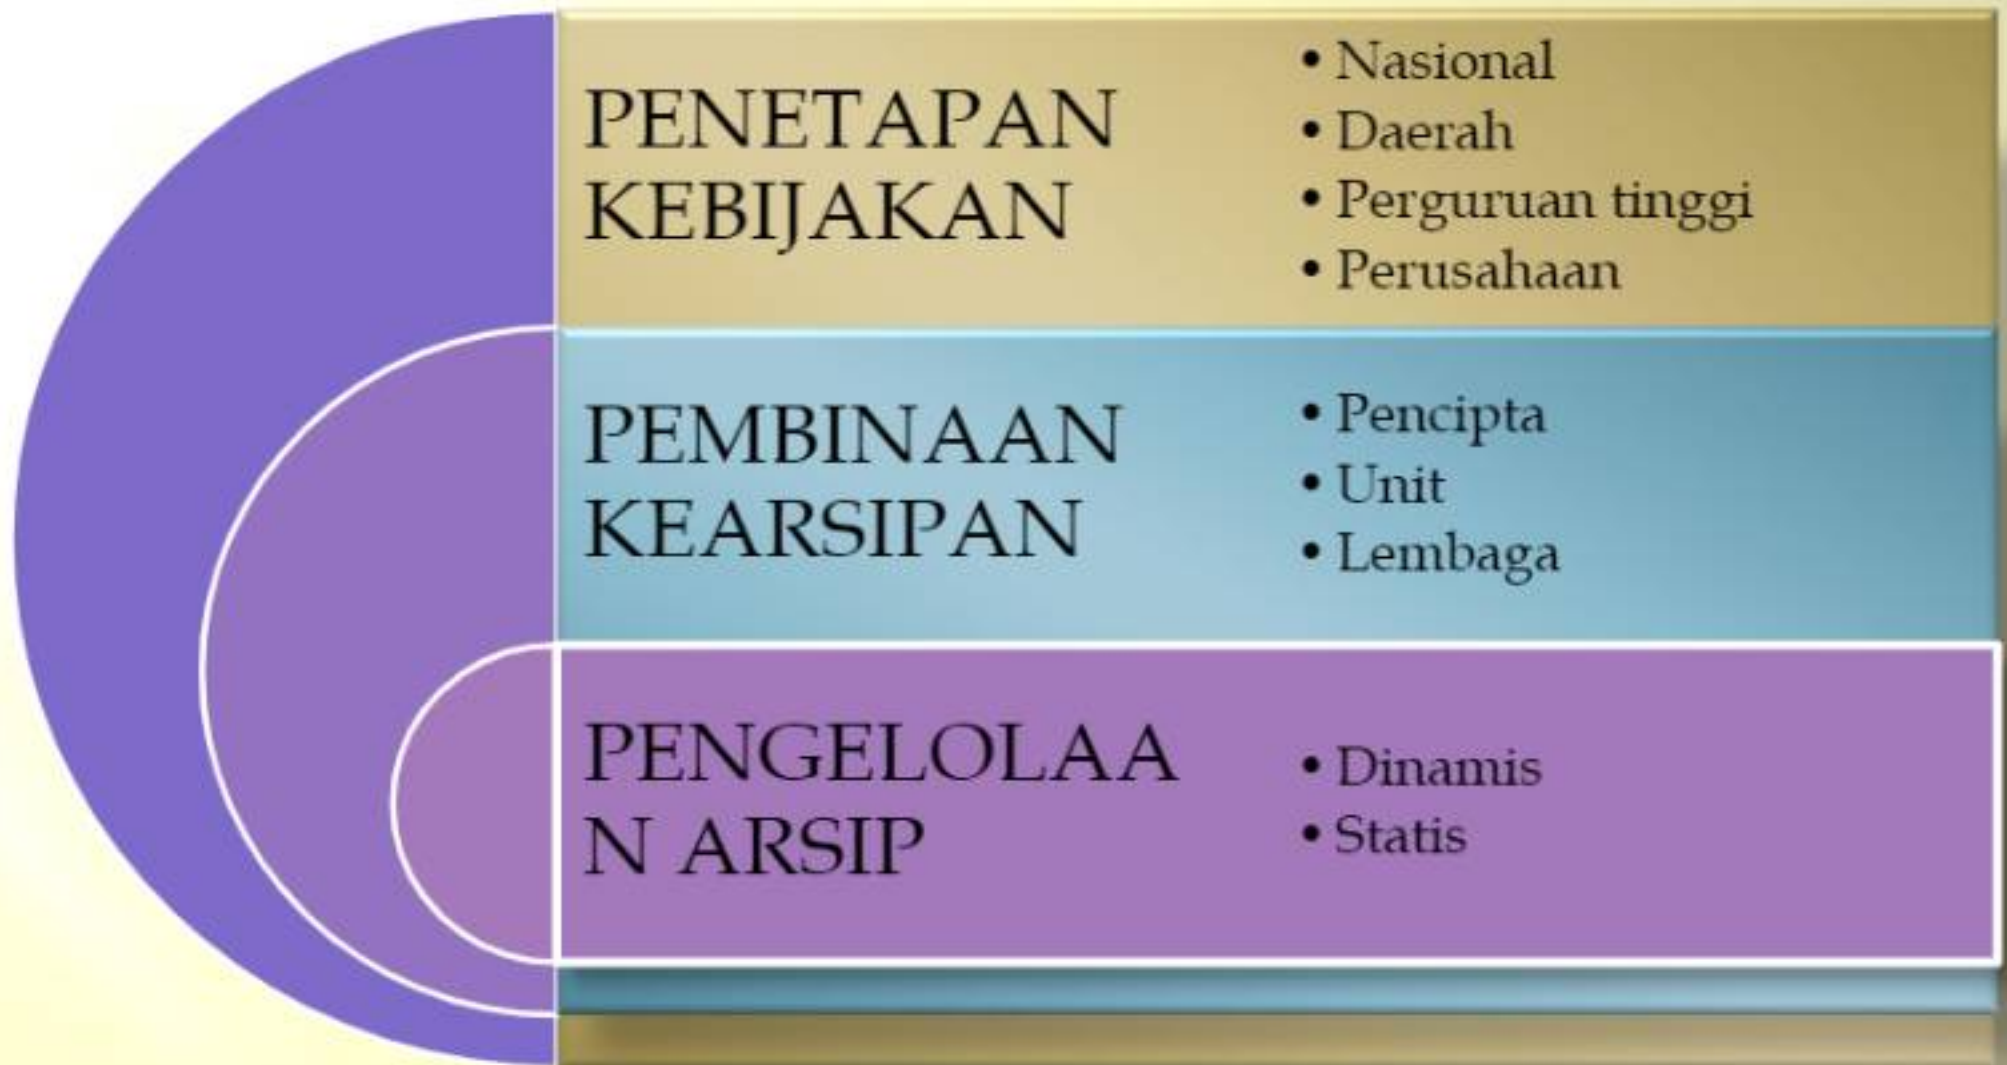 PENETAPAN
KEBIJAKAN
• Nasional
• Daerah
• Perguruan tinggi
• Perusahaan
PEMBINAAN
KEARSIPAN
• Pencipta
• Unit
• Lembaga
PENGELOLAA
N ARSIP
• Dinamis
• Statis